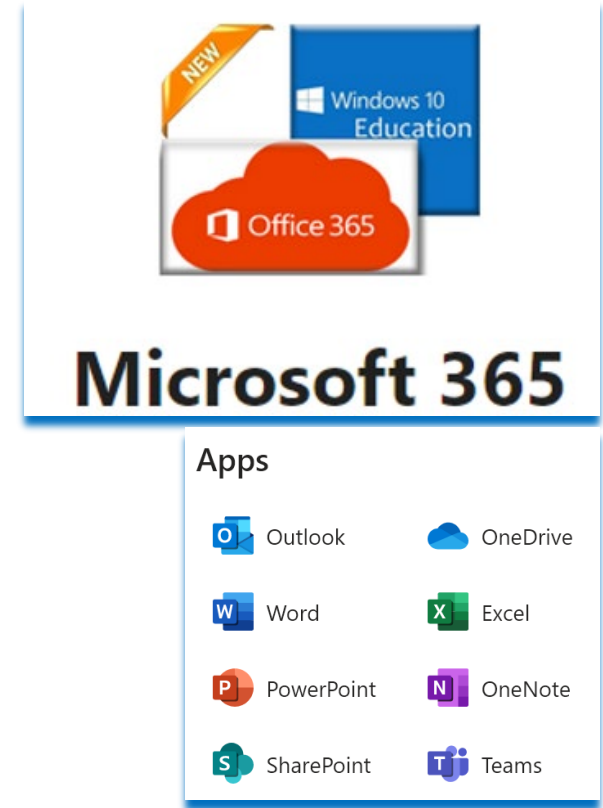 NEW
Windows 10
Education
Office 365
Microsoft 365
Apps
O Outlook
OneDrive
W Word
X Excel
P PowerPoint
N OneNote
S SharePoint
T Teams